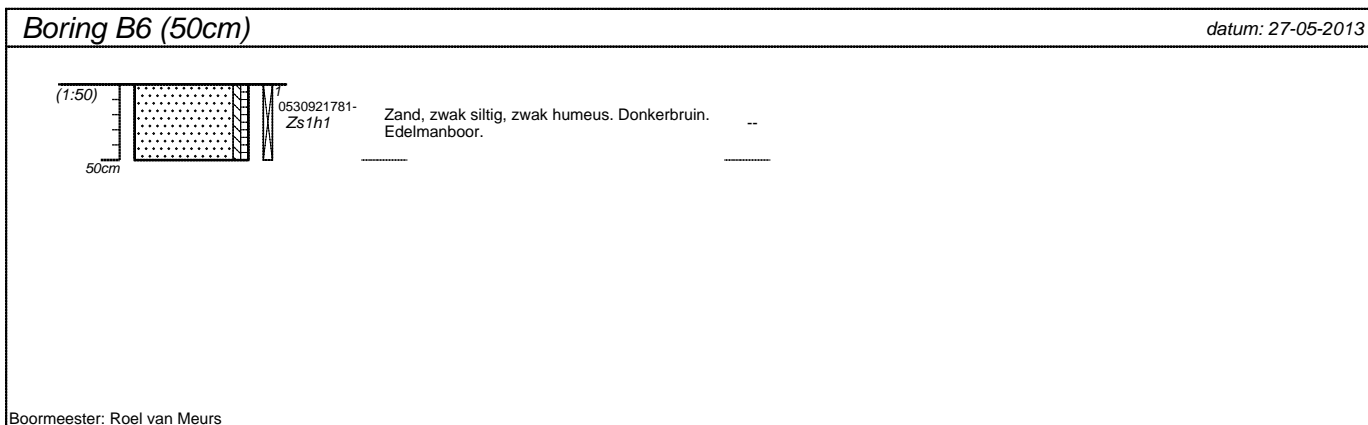 Boring B6 (50cm)
datum: 27-05-2013
(1:50)
1
0530921781-
Zs1h1
Zand, zwak siltig, zwak humeus. Donkerbruin.
Edelmanboor.
--
50cm
Boormeester: Roel van Meurs